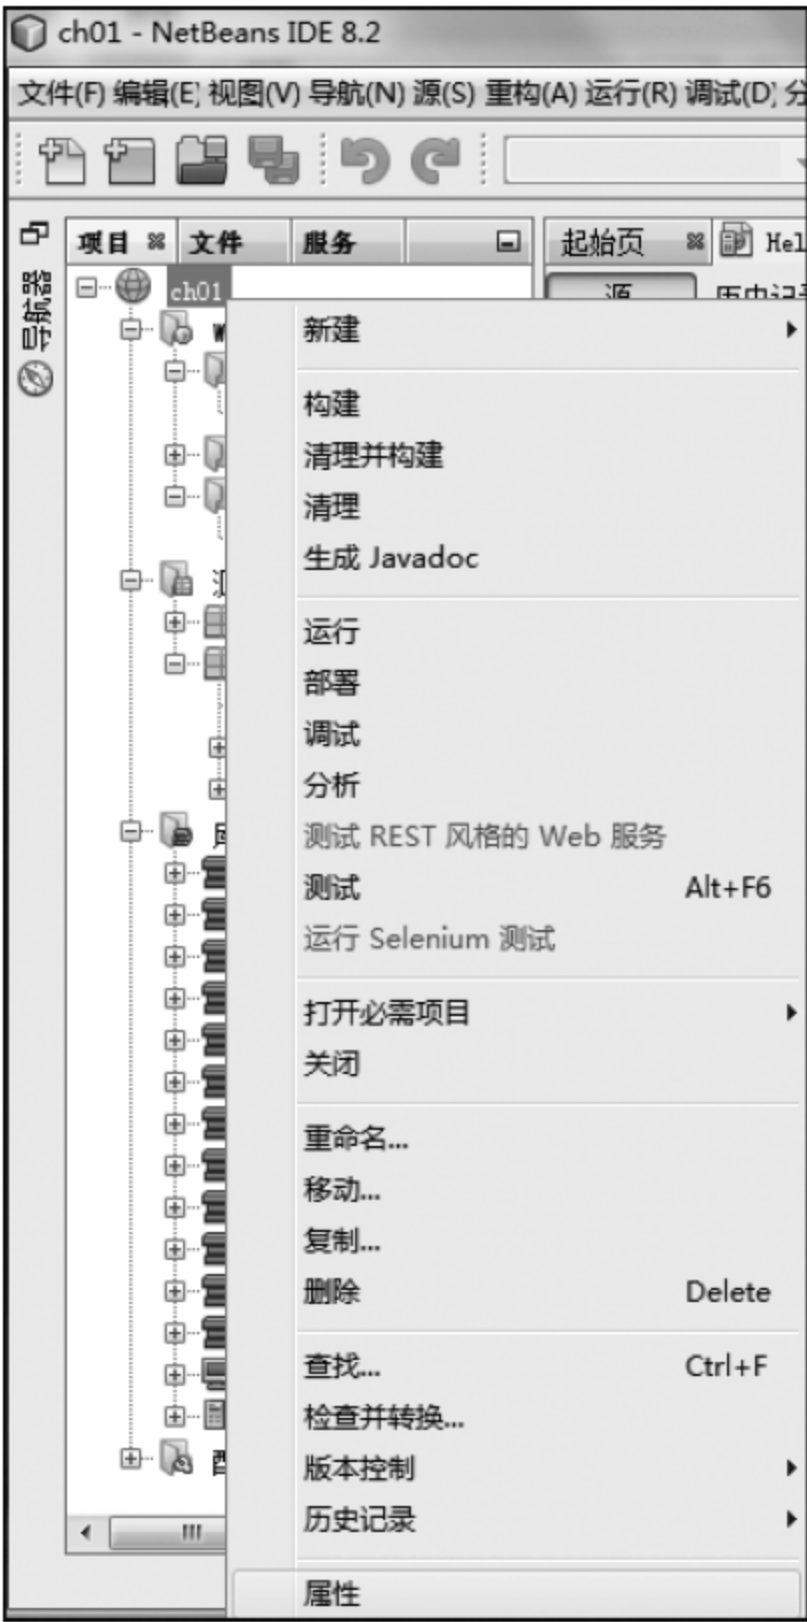 ch01 - NetBeans IDE 8.2
文件(F) 编辑(E) 视图(V) 导航(N) 源(S) 重构(A) 运行(R) 调试(D)
项目 文件 服务 起始页
导航器
ch01 源 历史记录
新建
构建
清理并构建
清理
生成 Javadoc
运行
部署
调试
分析
测试 REST 风格的 Web 服务
测试 Alt+F6
运行 Selenium 测试
打开必需项目
关闭
重命名...
移动...
复制...
删除 Delete
查找... Ctrl+F
检查并转换...
版本控制
历史记录
属性